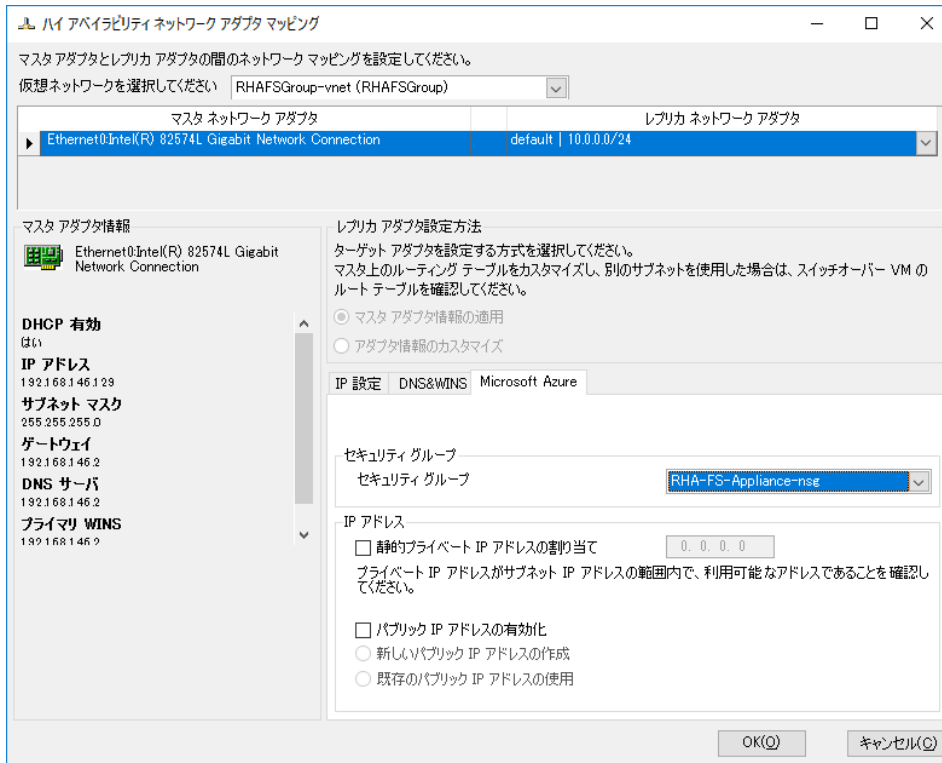 ハイ アベイラビリティ ネットワーク アダプタ マッピング
マスタ アダプタとレプリカ アダプタの間のネットワーク マッピングを設定してください。
仮想ネットワークを選択してください RHAFSGroup-vnet (RHAFSGroup)
マスタ ネットワーク アダプタ レプリカ ネットワーク アダプタ
Ethernet0:Intel(R) 82574L Gigabit Network Connection default | 10.0.0.0/24
マスタ アダプタ情報
Ethernet0:Intel(R) 82574L Gigabit
Network Connection
DHCP 有効
はい
IP アドレス
192.168.146.129
サブネット マスク
255.255.255.0
ゲートウェイ
192.168.146.2
DNS サーバ
192.168.146.2
プライマリ WINS
192.168.146.2
レプリカ アダプタ設定方法
ターゲット アダプタを設定する方式を選択してください。
マスタ上のルーティング テーブルをカスタマイズし、別のサブネットを使用した場合は、スイッチオーバー VM の
ルート テーブルを確認してください。
マスタ アダプタ情報の適用
アダプタ情報のカスタマイズ
IP 設定 DNS&WINS Microsoft Azure
セキュリティ グループ
セキュリティ グループ RHA-FS-Appliance-nsg
IP アドレス
静的プライベート IP アドレスの割り当て 0. 0. 0. 0
プライベート IP アドレスがサブネット IP アドレスの範囲内で、利用可能なアドレスであることを確認し
てください。
パブリック IP アドレスの有効化
新しいパブリック IP アドレスの作成
既存のパブリック IP アドレスの使用
OK(O) キャンセル(C)